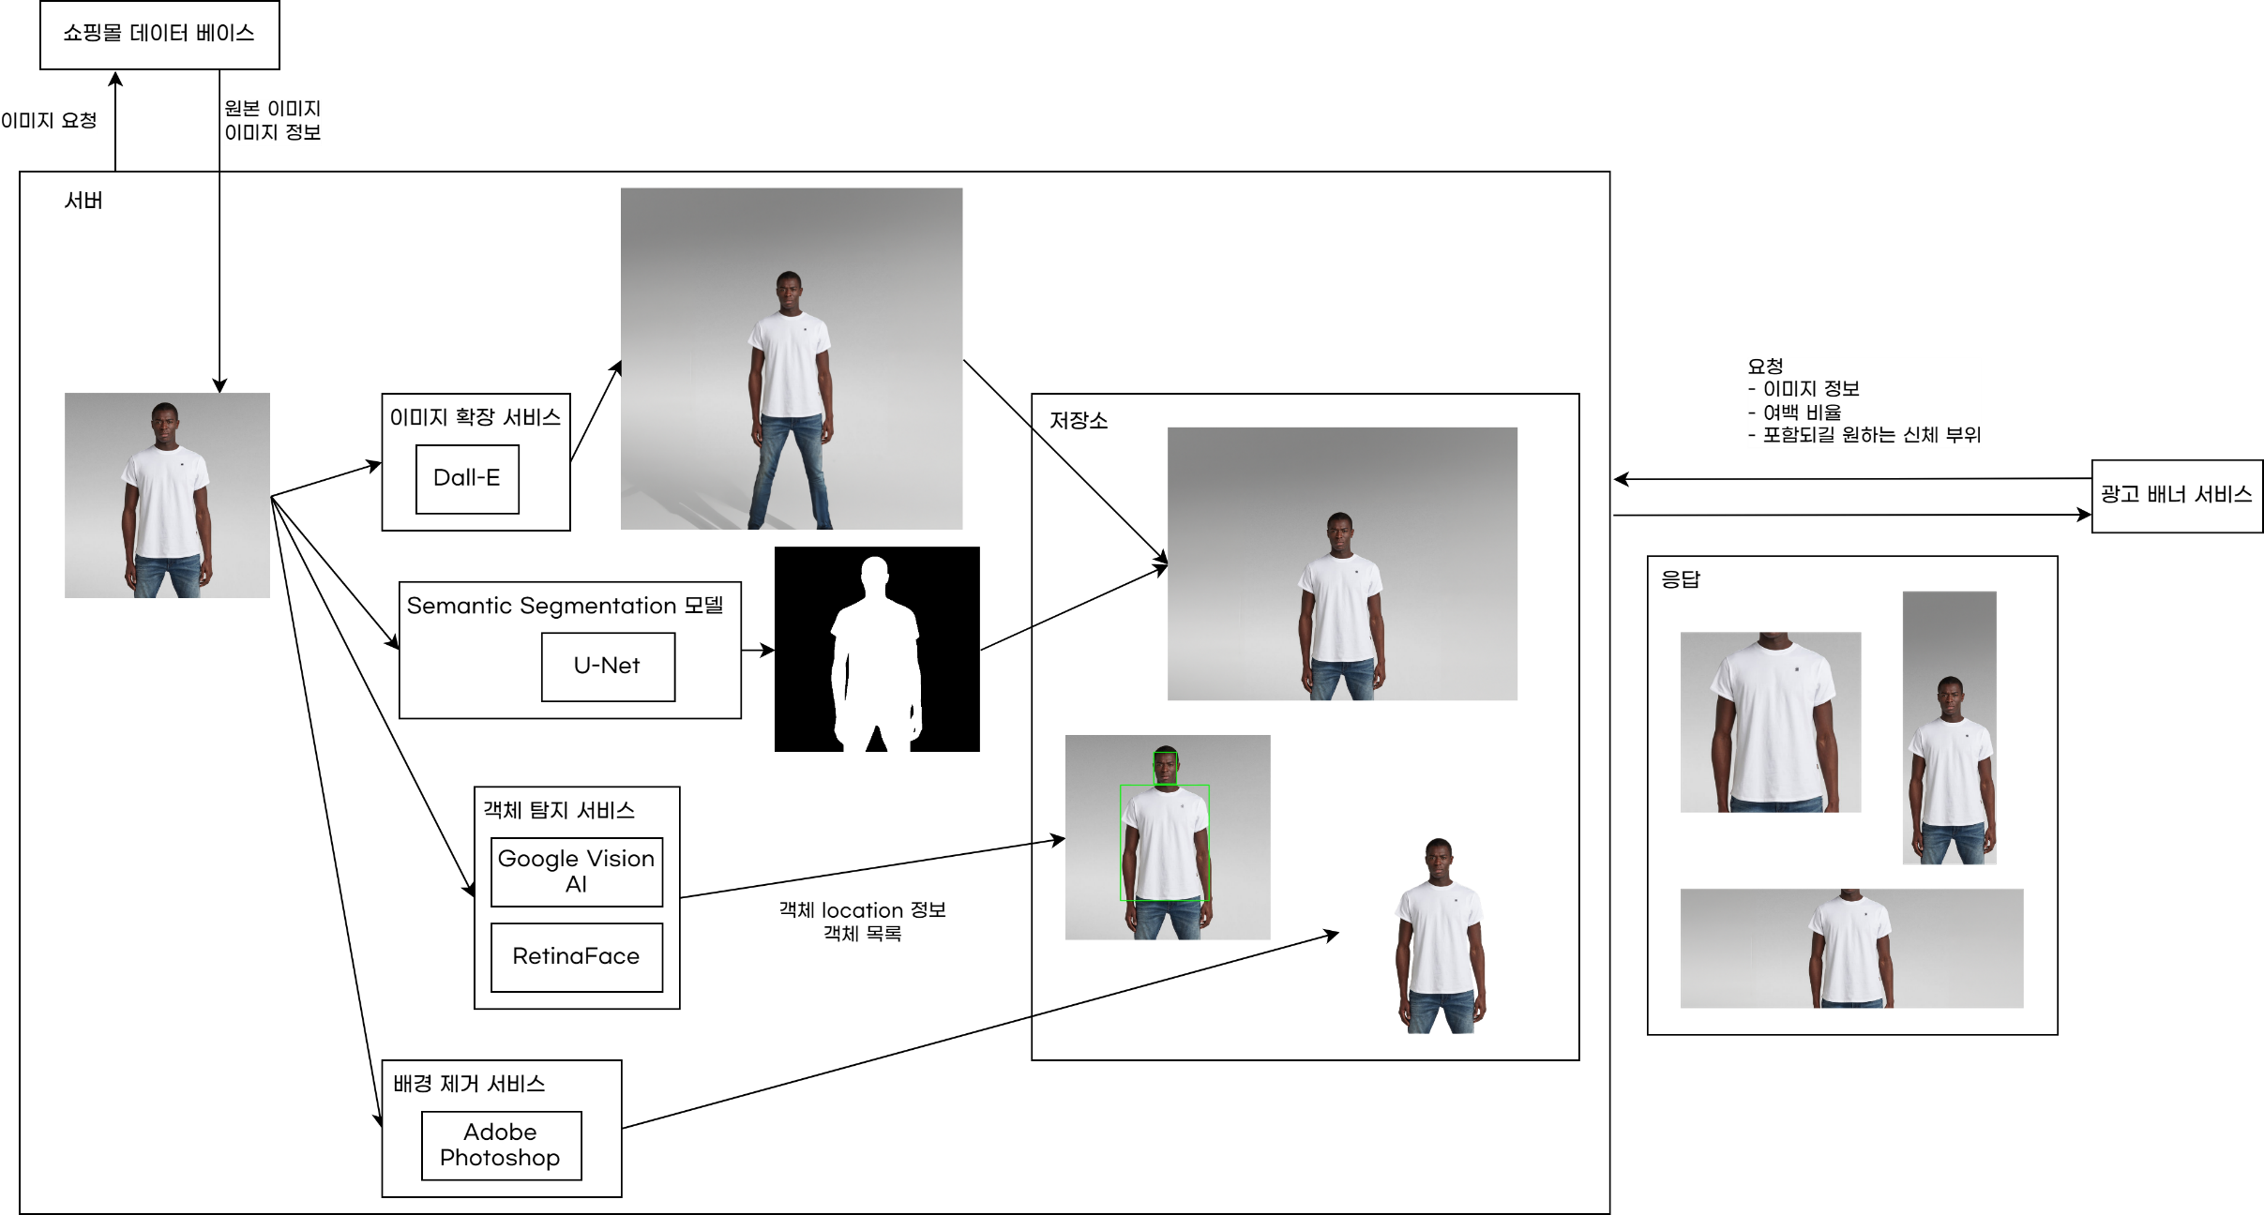 쇼핑몰 데이터 베이스
이미지 요청
원본 이미지
이미지 정보
서버
이미지 확장 서비스
Dall-E
Semantic Segmentation 모델
U-Net
객체 탐지 서비스
Google Vision
AI
RetinaFace
객체 location 정보
객체 목록
배경 제거 서비스
Adobe
Photoshop
저장소
요청
- 이미지 정보
- 여백 비율
- 포함되길 원하는 신체 부위
광고 배너 서비스
응답